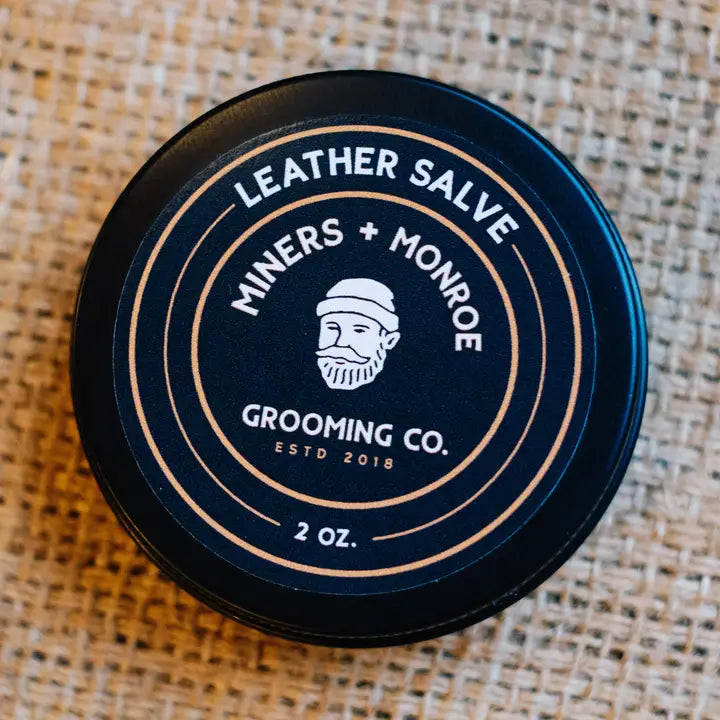 LEATHER SALVE
MINERS + MONROE
GROOMING CO.
ESTD 2018
2 OZ.